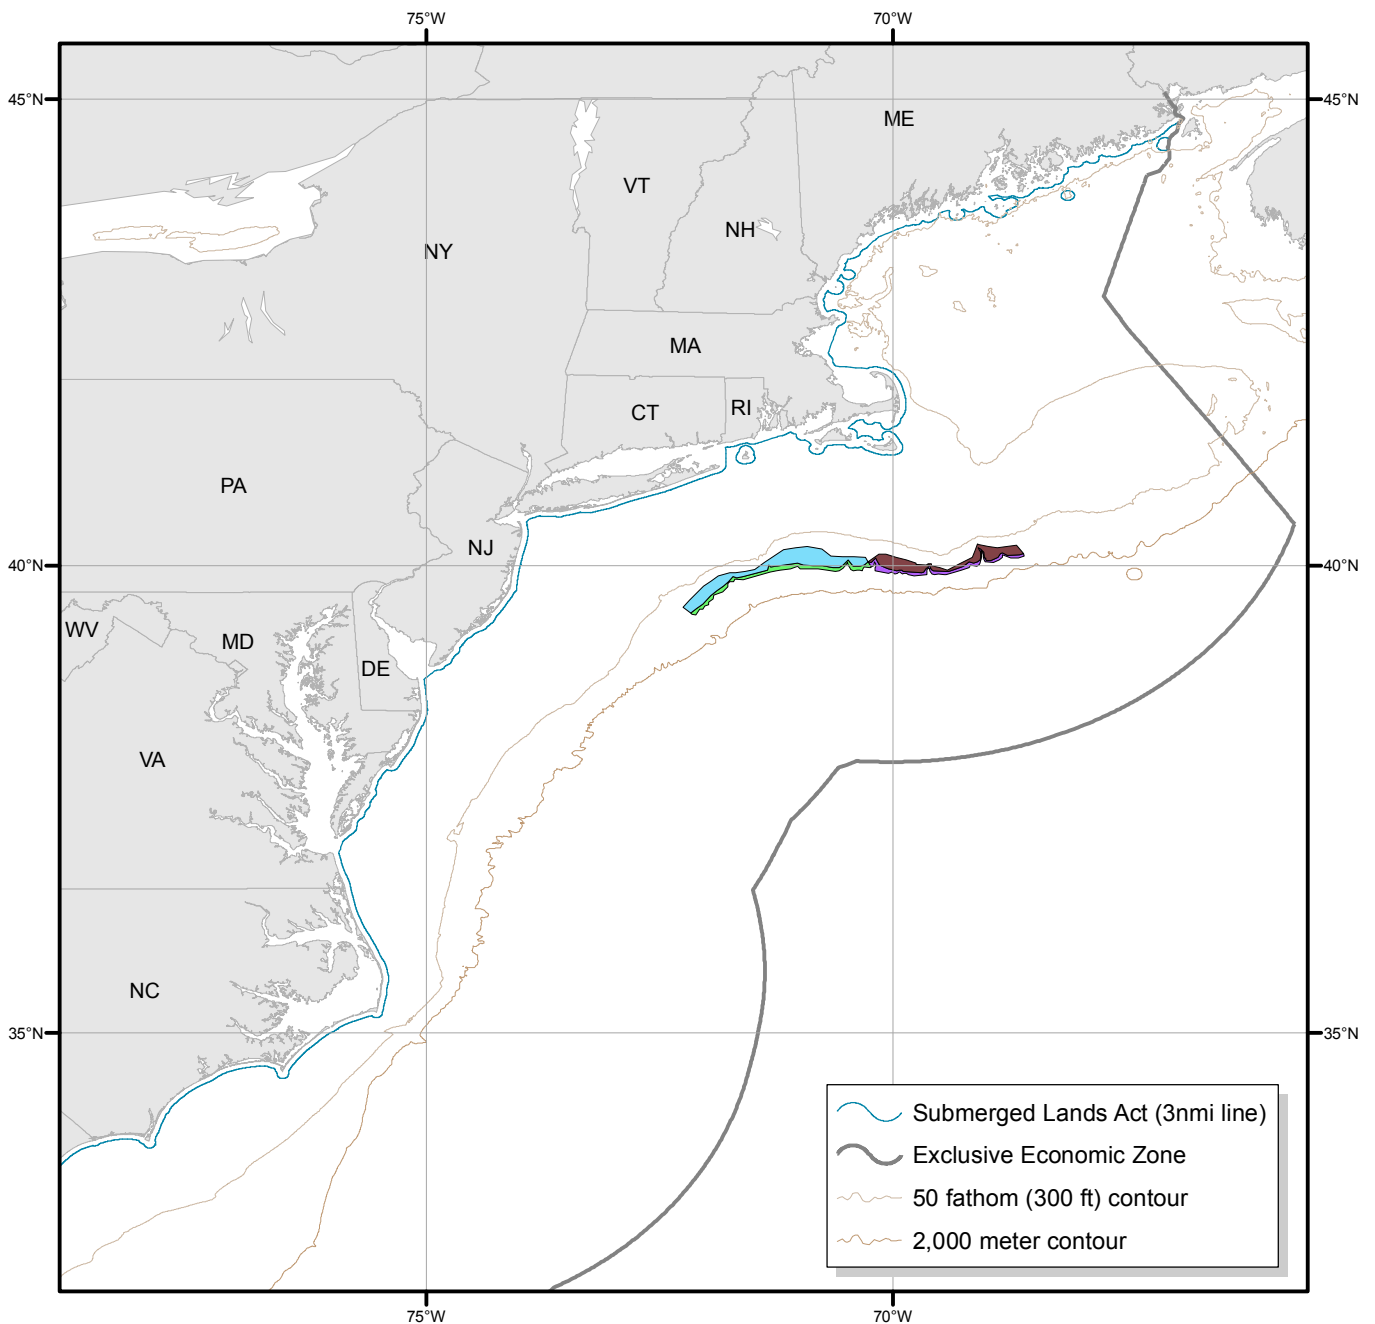 75°W 70°W
45°N 45°N
ME
VT
NH
NY
MA
CT RI
PA
NJ
40°N 40°N
WV
MD
DE
VA
NC
35°N 35°N
Submerged Lands Act (3nmi line)
Exclusive Economic Zone
50 fathom (300 ft) contour
2,000 meter contour
75°W 70°W